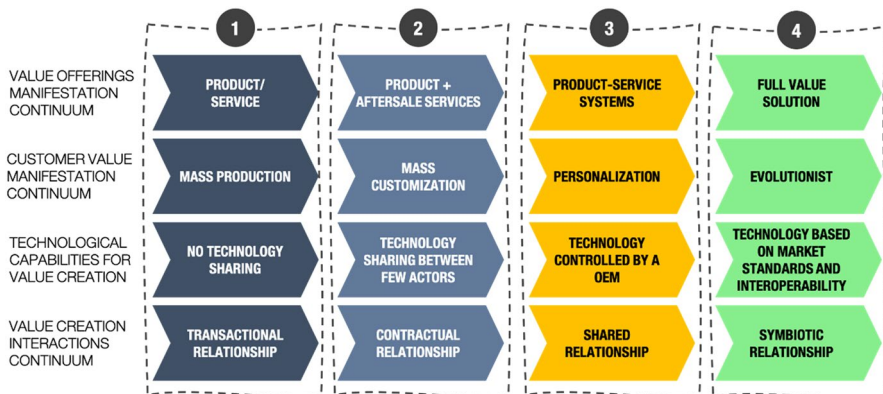 1
2
3
4
VALUE OFFERINGS
MANIFESTATION
CONTINUUM
PRODUCT/
SERVICE
PRODUCT +
AFTERSALE SERVICES
PRODUCT-SERVICE
SYSTEMS
FULL VALUE
SOLUTION
CUSTOMER VALUE
MANIFESTATION
CONTINUUM
MASS PRODUCTION
MASS
CUSTOMIZATION
PERSONALIZATION
EVOLUTIONIST
TECHNOLOGICAL
CAPABILITIES FOR
VALUE CREATION
NO TECHNOLOGY
SHARING
TECHNOLOGY
SHARING BETWEEN
FEW ACTORS
TECHNOLOGY
CONTROLLED BY A
OEM
TECHNOLOGY BASED
ON MARKET
STANDARDS AND
INTEROPERABILITY
VALUE CREATION
INTERACTIONS
CONTINUUM
TRANSACTIONAL
RELATIONSHIP
CONTRACTUAL
RELATIONSHIP
SHARED
RELATIONSHIP
SYMBIOTIC
RELATIONSHIP